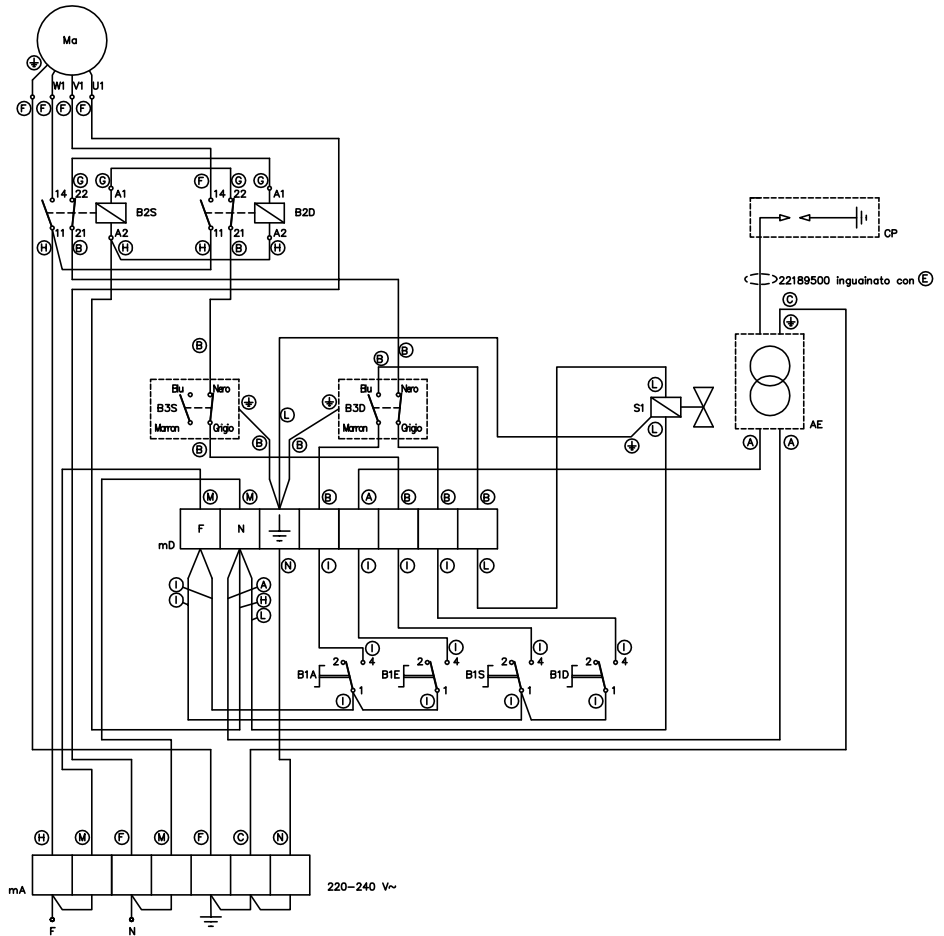 Ma
W1 V1 U1
F F F F
G G F G G
14 22 A1 14 22 A1
B2S B2D
11 21 A2 11 21 A2
H B H H B H
CP
22189500 inguainato con E
C
B B B
Blu Nero Blu Nero
B3S B3D
Marron Grigio Marron Grigio
L
L
S1
L
AE
B B B
A A
M M B A B B B
F N
mD
N I I I I L
I A
I H
L
I I I I
2 4 2 4 2 4 2 4
B1A B1E B1S B1D
1 1 1 1
I I I I
H M F M F C N
mA
220-240 V~
F N